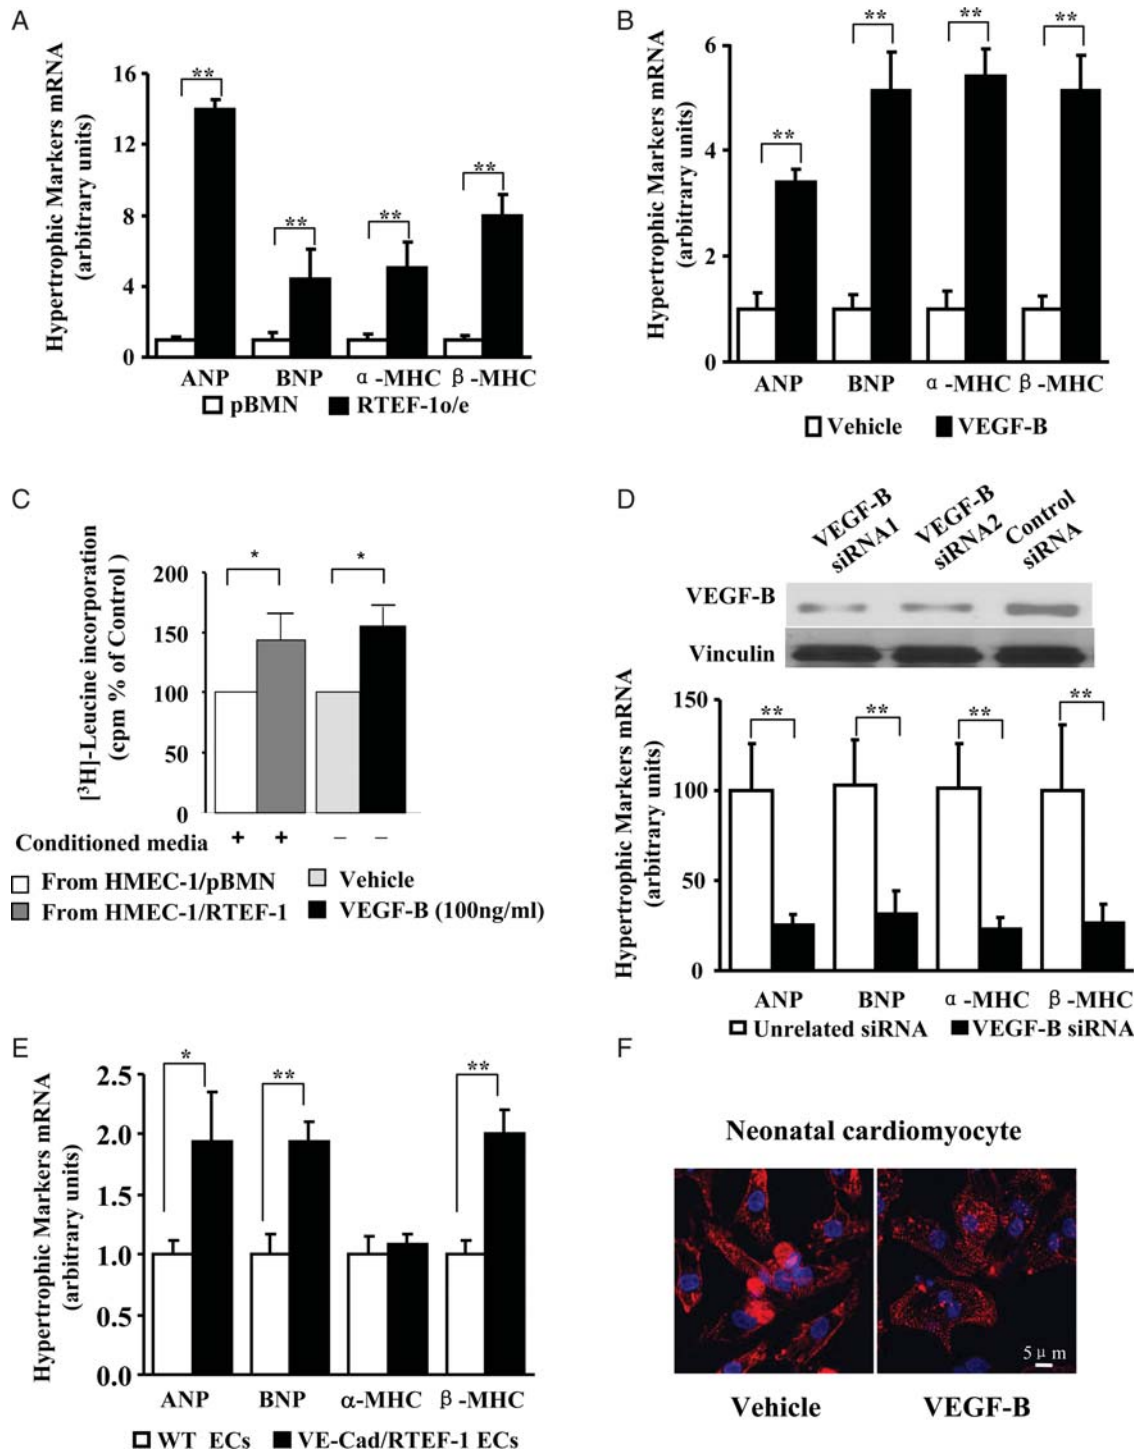 A
Hypertrophic Markers mRNA
(arbitrary units)
16
12
8
4
0
**
**
**
**
ANP BNP α-MHC β-MHC
pBMN RTEF-1o/e
B
Hypertrophic Markers mRNA
(arbitrary units)
6
4
2
0
**
**
**
**
ANP BNP α-MHC β-MHC
Vehicle VEGF-B
C
[³H]-Leucine incorporation
(cpm % of Control)
200
150
100
50
0
*
*
Conditioned media + + – –
From HMEC-1/pBMN Vehicle
From HMEC-1/RTEF-1 VEGF-B (100ng/ml)
D
VEGF-B
siRNA1
VEGF-B
siRNA2
Control
siRNA
VEGF-B
Vinculin
Hypertrophic Markers mRNA
(arbitrary units)
150
100
50
0
**
**
**
**
ANP BNP α-MHC β-MHC
Unrelated siRNA VEGF-B siRNA
E
Hypertrophic Markers mRNA
(arbitrary units)
2.5
2.0
1.5
1.0
0.5
0.0
*
**
**
ANP BNP α-MHC β-MHC
WT ECs VE-Cad/RTEF-1 ECs
F
Neonatal cardiomyocyte
5 μm
Vehicle VEGF-B